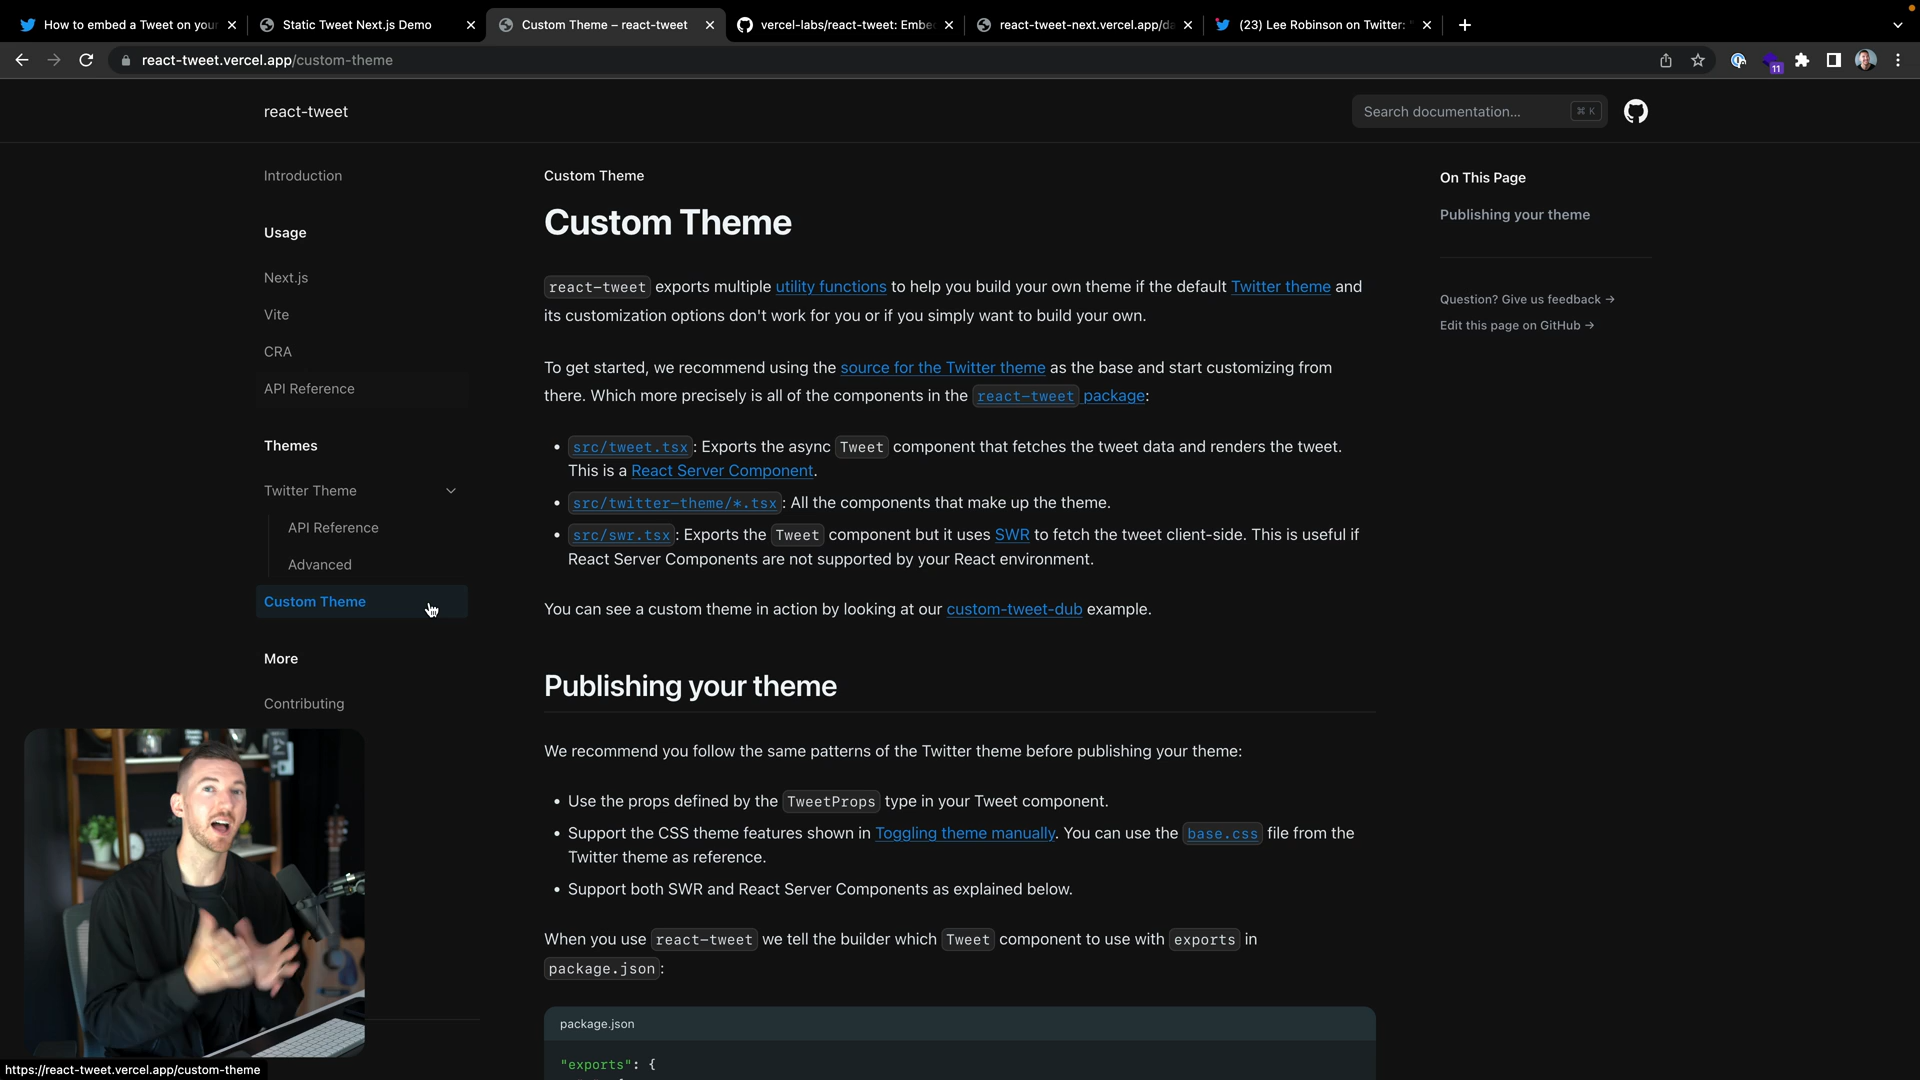 How to embed a Tweet on your
Static Tweet Next.js Demo
Custom Theme – react-tweet
vercel-labs/react-tweet: Embe
react-tweet-next.vercel.app/da
(23) Lee Robinson on Twitter: "
react-tweet.vercel.app/custom-theme
11
react-tweet
Search documentation...
⌘ K
Introduction
Usage
Next.js
Vite
CRA
API Reference
Themes
Twitter Theme
API Reference
Advanced
Custom Theme
More
Contributing
Custom Theme
Custom Theme
react-tweet exports multiple utility functions to help you build your own theme if the default Twitter theme and
its customization options don't work for you or if you simply want to build your own.
To get started, we recommend using the source for the Twitter theme as the base and start customizing from
there. Which more precisely is all of the components in the react-tweet package:
• src/tweet.tsx: Exports the async Tweet component that fetches the tweet data and renders the tweet.
This is a React Server Component.
• src/twitter-theme/*.tsx: All the components that make up the theme.
• src/swr.tsx: Exports the Tweet component but it uses SWR to fetch the tweet client-side. This is useful if
React Server Components are not supported by your React environment.
You can see a custom theme in action by looking at our custom-tweet-dub example.
Publishing your theme
We recommend you follow the same patterns of the Twitter theme before publishing your theme:
• Use the props defined by the TweetProps type in your Tweet component.
• Support the CSS theme features shown in Toggling theme manually. You can use the base.css file from the
Twitter theme as reference.
• Support both SWR and React Server Components as explained below.
When you use react-tweet we tell the builder which Tweet component to use with exports in
package.json:
package.json
"exports": {
On This Page
Publishing your theme
Question? Give us feedback →
Edit this page on GitHub →
https://react-tweet.vercel.app/custom-theme